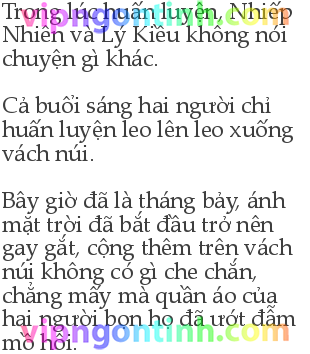 Trong lúc huấn luyện, Nhiếp
Nhiên và Lý Kiều không nói
chuyện gì khác.
Cả buổi sáng hai người chỉ
huấn luyện leo lên leo xuống
vách núi.
Bây giờ đã là tháng bảy, ánh
mặt trời đã bắt đầu trở nên
gay gắt, cộng thêm trên vách
núi không có gì che chắn,
chẳng mấy mà quần áo của
hai người bọn họ đã ướt đẫm
mồ hôi.
vipngontinh.com
vipngontinh.com